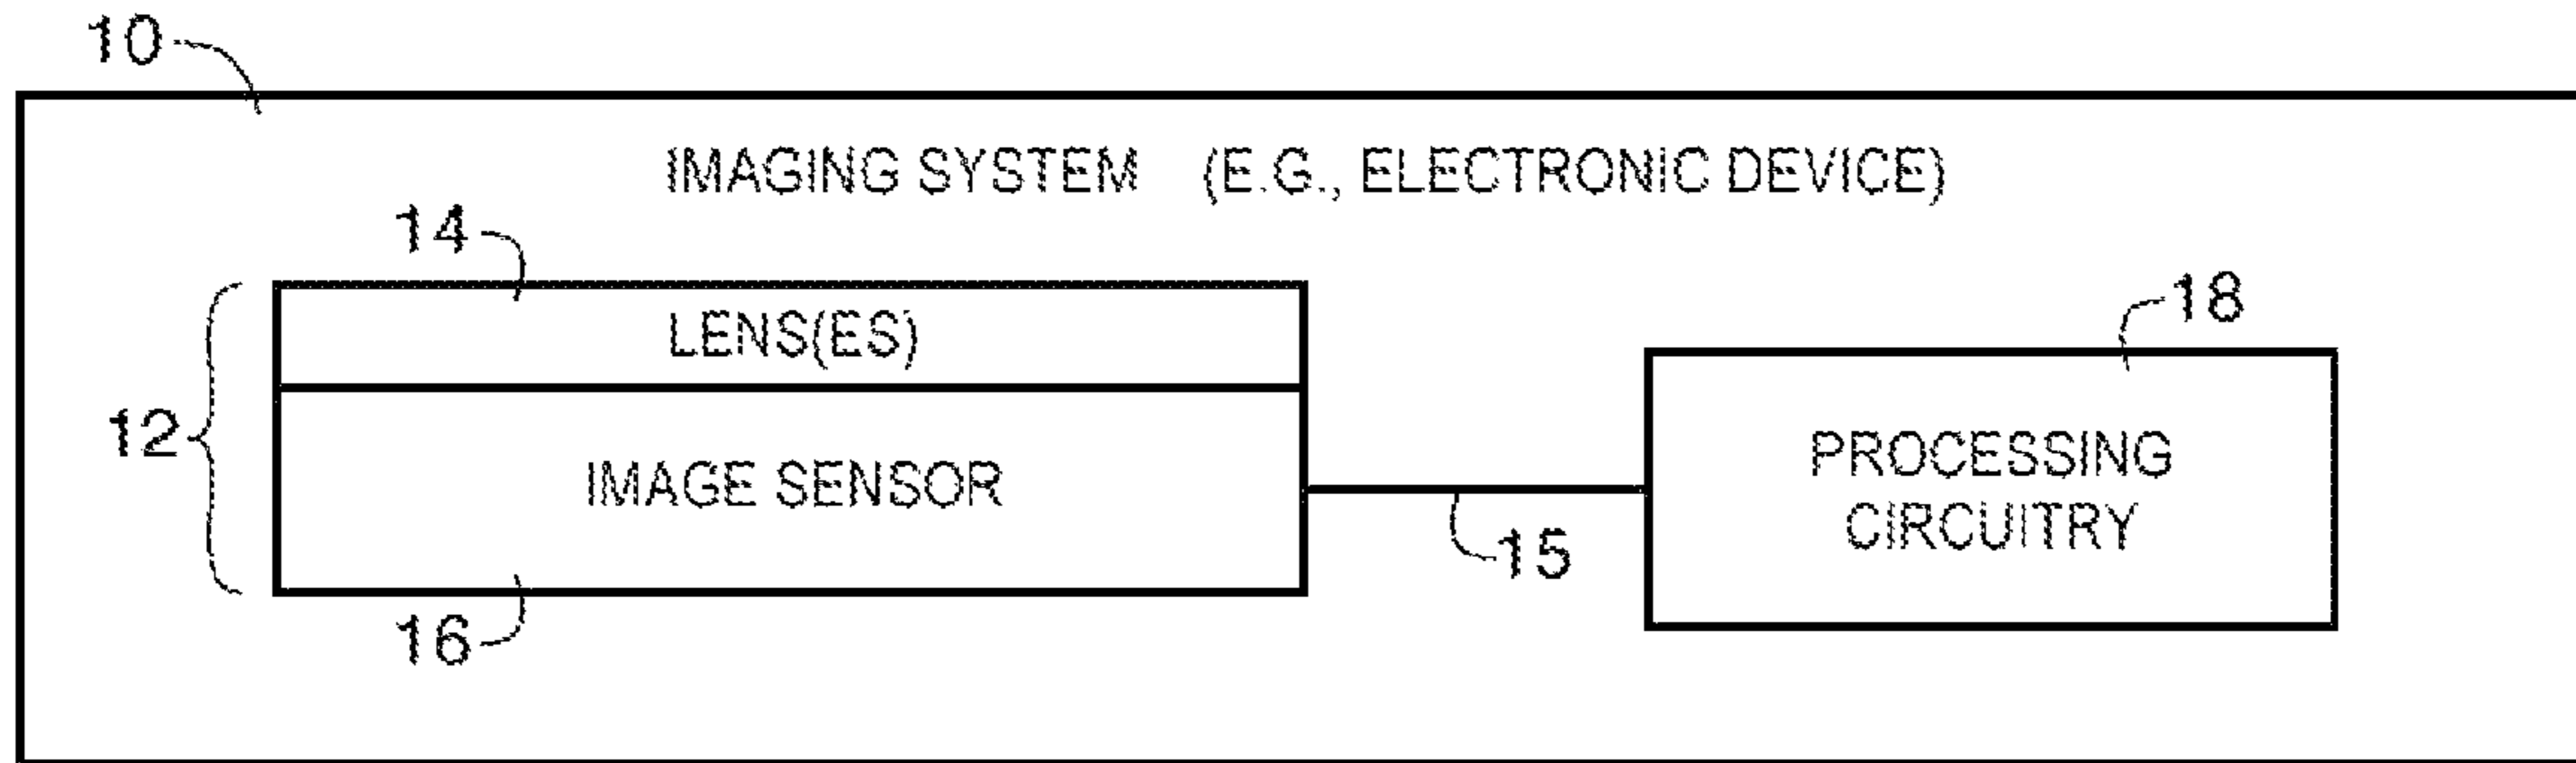 10
IMAGING SYSTEM (E.G., ELECTRONIC DEVICE)
14
LENS(ES)
18
12
IMAGE SENSOR
PROCESSING
CIRCUITRY
15
16